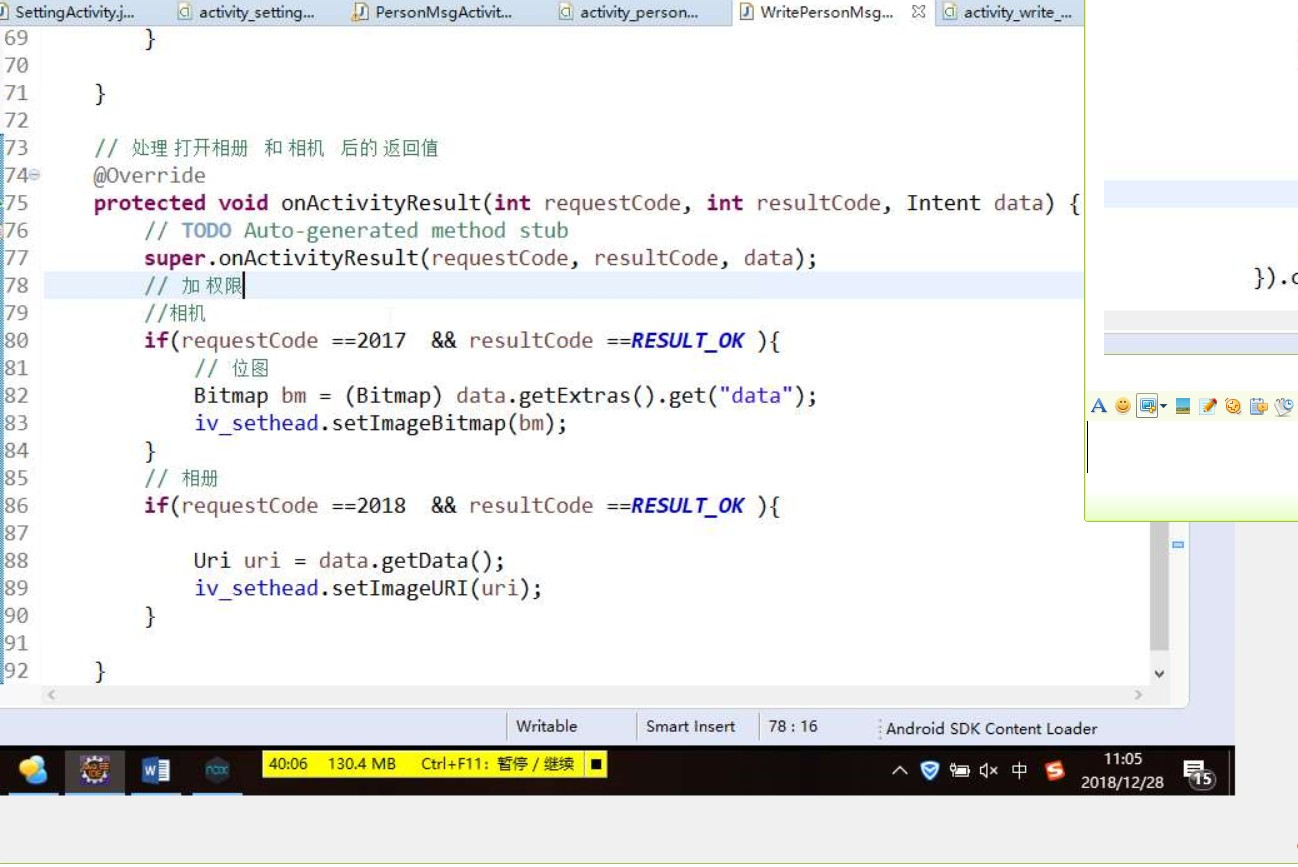 SettingActivity.j...
activity_setting...
PersonMsgActivit...
activity_person...
WritePersonMsg...
activity_write_...
69 }
70
71 }
72
73 // 处理 打开相册 和 相机 后的 返回值
74 @Override
75 protected void onActivityResult(int requestCode, int resultCode, Intent data) {
76 // TODO Auto-generated method stub
77 super.onActivityResult(requestCode, resultCode, data);
78 // 加 权限
79 //相机
80 if(requestCode ==2017 && resultCode ==RESULT_OK ){
81 // 位图
82 Bitmap bm = (Bitmap) data.getExtras().get("data");
83 iv_sethead.setImageBitmap(bm);
84 }
85 // 相册
86 if(requestCode ==2018 && resultCode ==RESULT_OK ){
87
88 Uri uri = data.getData();
89 iv_sethead.setImageURI(uri);
90 }
91
92 }
}).c
Writable
Smart Insert
78 : 16
Android SDK Content Loader
40:06 130.4 MB Ctrl+F11: 暂停 / 继续
中
11:05
2018/12/28
15